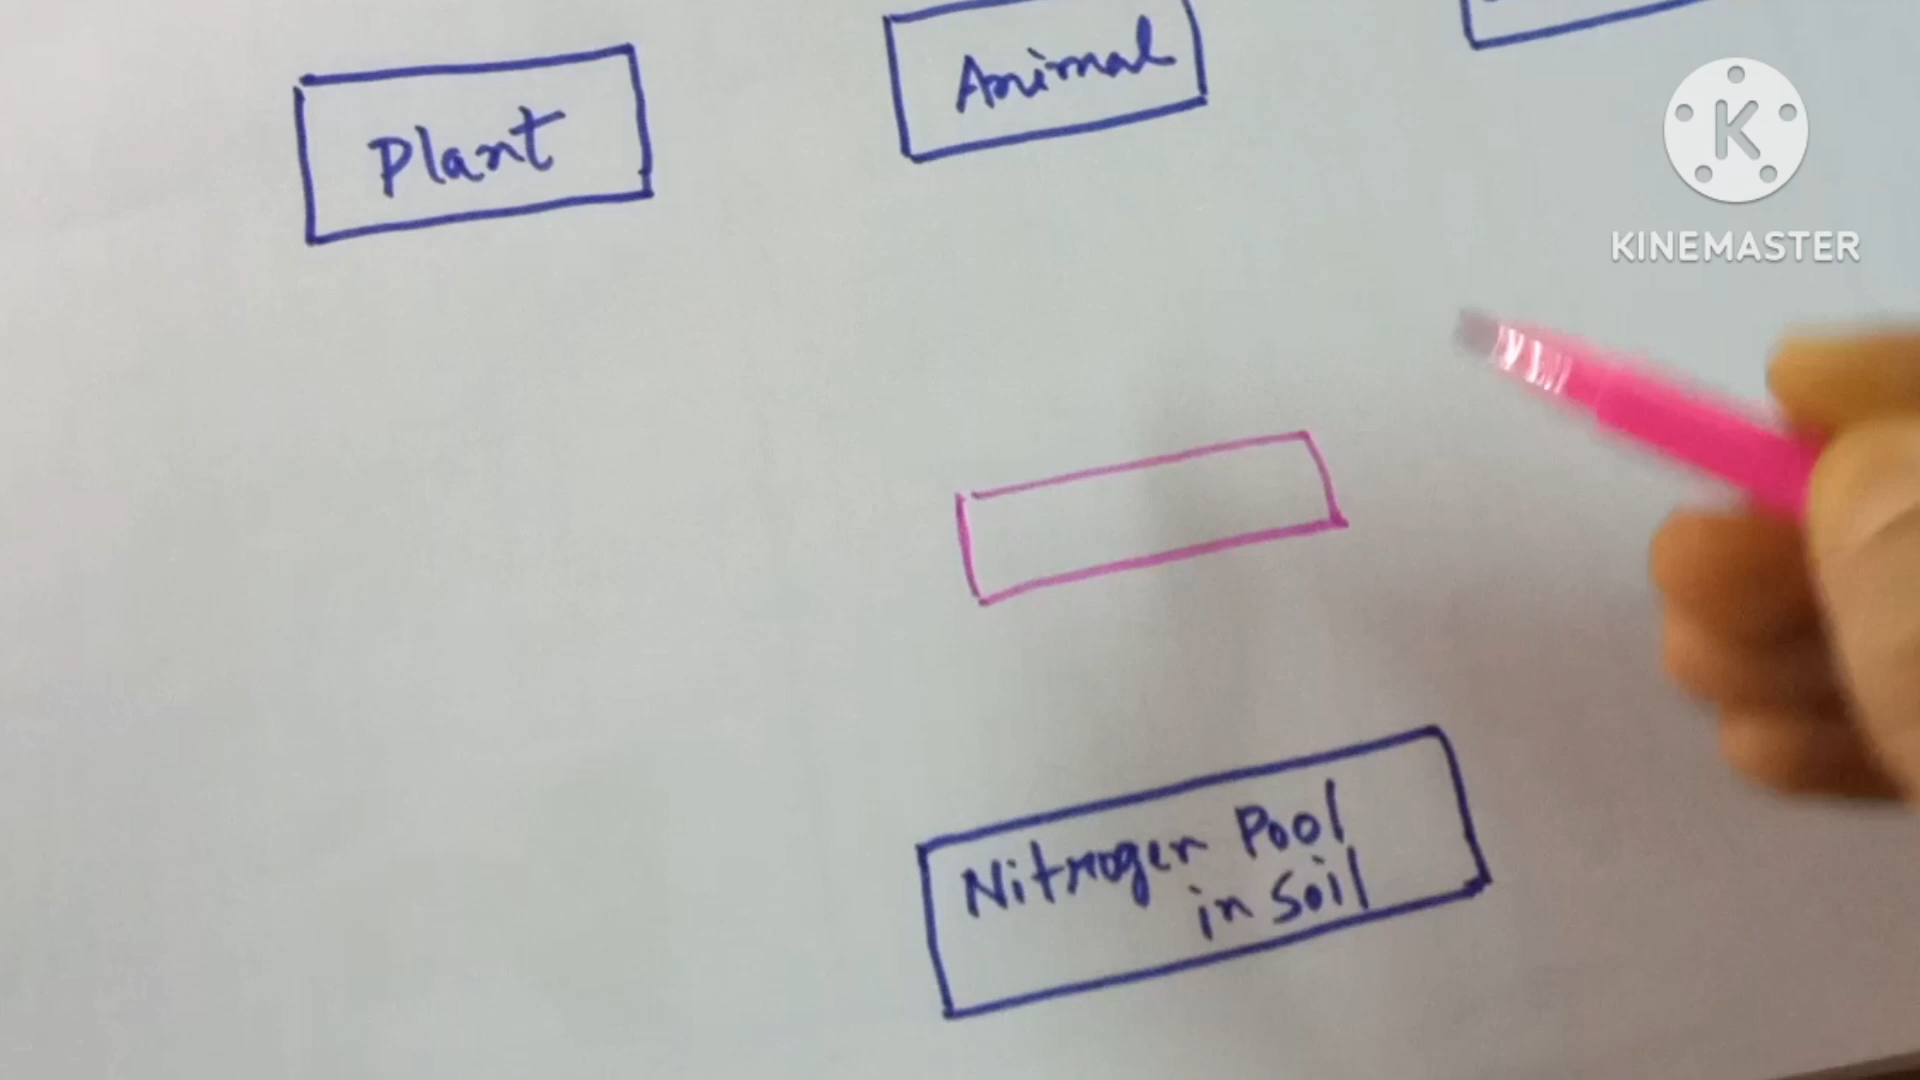 Plant
Animal
K
KINEMASTER
Nitrogen Pool
in Soil